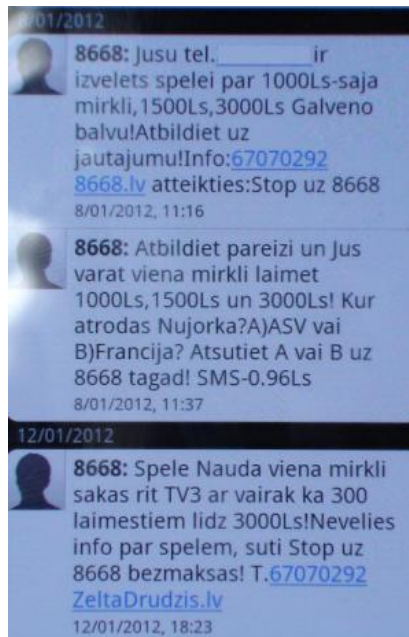 8/01/2012
8668: Jusu tel. ir
izvelets spelei par 1000Ls-saja
mirkli,1500Ls,3000Ls Galveno
balvu!Atbildiet uz
jautajumu!Info:67070292
8668.lv atteikties:Stop uz 8668
8/01/2012, 11:16
8668: Atbildiet pareizi un Jus
varat viena mirkli laimet
1000Ls,1500Ls un 3000Ls! Kur
atrodas Nujorka?A)ASV vai
B)Francija? Atsutiet A vai B uz
8668 tagad! SMS-0.96Ls
8/01/2012, 11:37
12/01/2012
8668: Spele Nauda viena mirkli
sakas rit TV3 ar vairak ka 300
laimestiem lidz 3000Ls!Nevelies
info par spelem, suti Stop uz
8668 bezmaksas! T.67070292
ZeltaDrudzis.lv
12/01/2012, 18:23